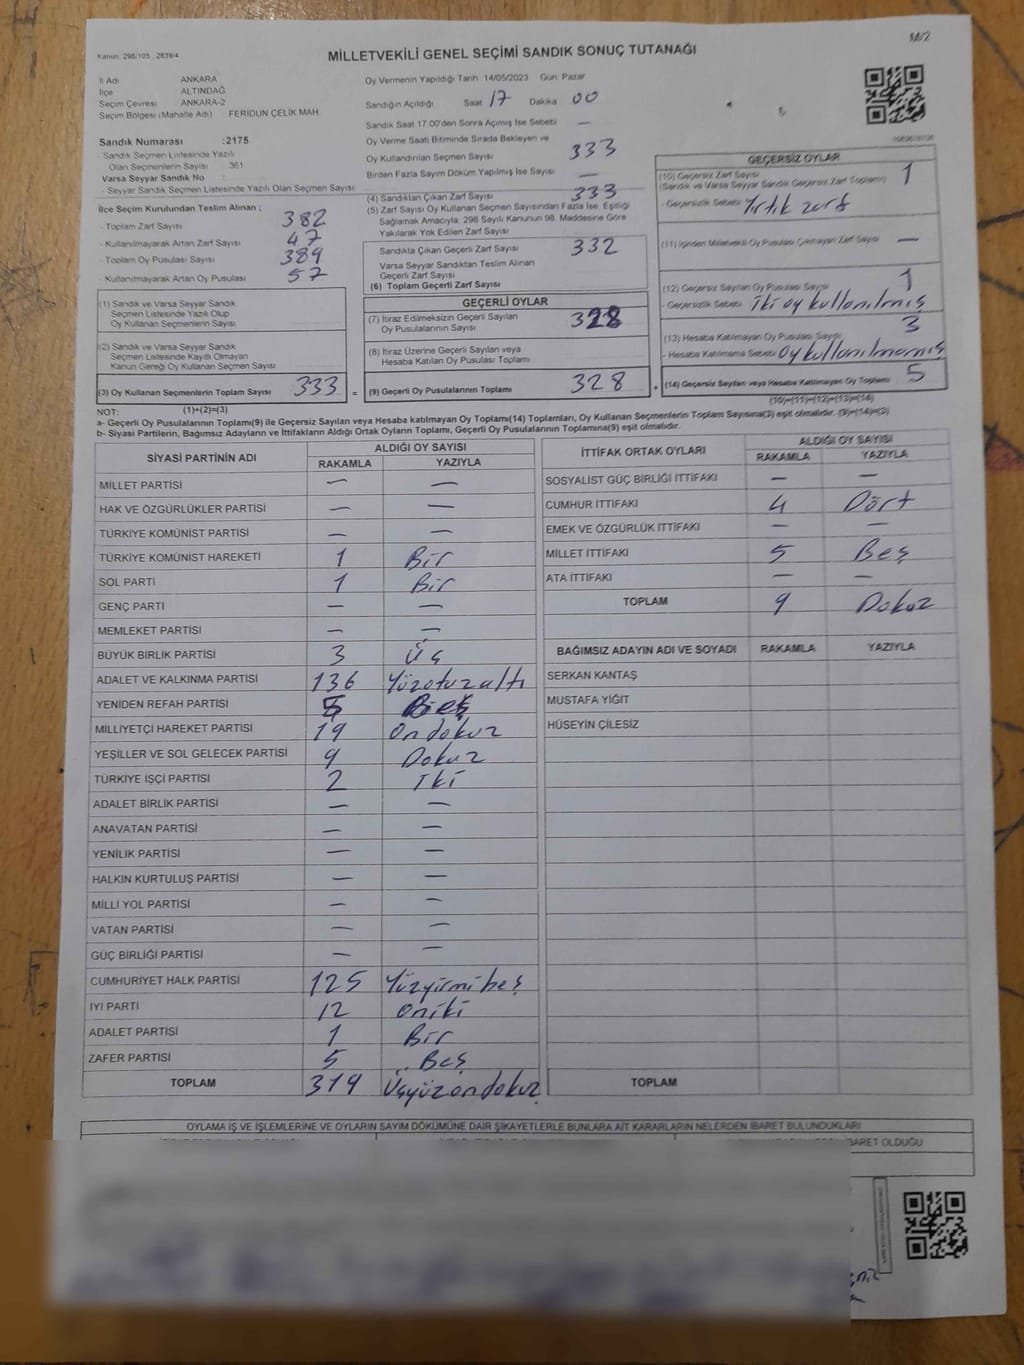 M/2
Kanun: 298/105 , 2839/4
MİLLETVEKİLİ GENEL SEÇİMİ SANDIK SONUÇ TUTANAĞI
İl Adı ANKARA
İlçe ALTINDAĞ
Seçim Çevresi ANKARA-2
Seçim Bölgesi (Mahalle Adı) FERİDUN ÇELİK MAH.
Sandık Numarası :2175
- Sandık Seçmen Listesinde Yazılı
Olan Seçmenlerin Sayısı : 361
Varsa Seyyar Sandık No :
- Seyyar Sandık Seçmen Listesinde Yazılı Olan Seçmen Sayısı
İlçe Seçim Kurulundan Teslim Alınan ;
- Toplam Zarf Sayısı 382
- Kullanılmayarak Artan Zarf Sayısı 47
- Toplam Oy Pusulası Sayısı 389
- Kullanılmayarak Artan Oy Pusulası 57
(1) Sandık ve Varsa Seyyar Sandık
Seçmen Listesinde Yazılı Olup
Oy Kullanan Seçmenlerin Sayısı
(2) Sandık ve Varsa Seyyar Sandık
Seçmen Listesinde Kayıtlı Olmayan
Kanun Gereği Oy Kullanan Seçmen Sayısı
(3) Oy Kullanan Seçmenlerin Toplam Sayısı 333 =
(1)+(2)=(3)
Oy Vermenin Yapıldığı Tarih :14/05/2023 Gün: Pazar
Sandığın Açıldığı Saat 17 Dakika 00
Sandık Saat 17.00'den Sonra Açılmış İse Sebebi —
Oy Verme Saati Bitiminde Sırada Bekleyen ve
Oy Kullandırılan Seçmen Sayısı 333
Birden Fazla Sayım Döküm Yapılmış İse Sayısı —
(4) Sandıktan Çıkan Zarf Sayısı 333
(5) Zarf Sayısı Oy Kullanan Seçmen Sayısından Fazla İse, Eşitliği
Sağlamak Amacıyla, 298 Sayılı Kanunun 98. Maddesine Göre
Yakılarak Yok Edilen Zarf Sayısı
Sandıkta Çıkan Geçerli Zarf Sayısı 332
Varsa Seyyar Sandıktan Teslim Alınan
Geçerli Zarf Sayısı
(6) Toplam Geçerli Zarf Sayısı
GEÇERLİ OYLAR
(7) İtiraz Edilmeksizin Geçerli Sayılan
Oy Pusulalarının Sayısı 328
(8) İtiraz Üzerine Geçerli Sayılan veya
Hesaba Katılan Oy Pusulası Toplamı
(9) Geçerli Oy Pusulalarının Toplamı 328 +
GEÇERSİZ OYLAR
(10) Geçersiz Zarf Sayısı 1
(Sandık ve Varsa Seyyar Sandık Geçersiz Zarf Toplamı)
- Geçersizlik Sebebi Yırtık zarf
(11) İçinden Milletvekili Oy Pusulası Çıkmayan Zarf Sayısı —
(12) Geçersiz Sayılan Oy Pusulası Sayısı 1
- Geçersizlik Sebebi İki oy kullanılmış
(13) Hesaba Katılmayan Oy Pusulası Sayısı 3
- Hesaba Katılmama Sebebi Oy kullanılmamış
(14) Geçersiz Sayılan veya Hesaba Katılmayan Oy Toplamı 5
(10)+(11)+(12)+(13)=(14)
NOT:
a- Geçerli Oy Pusulalarının Toplamı(9) ile Geçersiz Sayılan veya Hesaba katılmayan Oy Toplamı(14) Toplamları, Oy Kullanan Seçmenlerin Toplam Sayısına(3) eşit olmalıdır. (9)+(14)=(3)
b- Siyasi Partilerin, Bağımsız Adayların ve İttifakların Aldığı Ortak Oyların Toplamı, Geçerli Oy Pusulalarının Toplamına(9) eşit olmalıdır.
SİYASİ PARTİNİN ADI ALDIĞI OY SAYISI
RAKAMLA YAZIYLA
MİLLET PARTİSİ — —
HAK VE ÖZGÜRLÜKLER PARTİSİ — —
TÜRKİYE KOMÜNİST PARTİSİ — —
TÜRKİYE KOMÜNİST HAREKETİ 1 Bir
SOL PARTİ 1 Bir
GENÇ PARTİ — —
MEMLEKET PARTİSİ — —
BÜYÜK BİRLİK PARTİSİ 3 Üç
ADALET VE KALKINMA PARTİSİ 136 Yüzotuzaltı
YENİDEN REFAH PARTİSİ 5 Beş
MİLLİYETÇİ HAREKET PARTİSİ 19 Ondokuz
YEŞİLLER VE SOL GELECEK PARTİSİ 9 Dokuz
TÜRKİYE İŞÇİ PARTİSİ 2 İki
ADALET BİRLİK PARTİSİ — —
ANAVATAN PARTİSİ — —
YENİLİK PARTİSİ — —
HALKIN KURTULUŞ PARTİSİ — —
MİLLİ YOL PARTİSİ — —
VATAN PARTİSİ — —
GÜÇ BİRLİĞİ PARTİSİ — —
CUMHURİYET HALK PARTİSİ 125 Yüzyirmibeş
İYİ PARTİ 12 Oniki
ADALET PARTİSİ 1 Bir
ZAFER PARTİSİ 5 Beş
TOPLAM 319 Üçyüzondokuz
İTTİFAK ORTAK OYLARI ALDIĞI OY SAYISI
RAKAMLA YAZIYLA
SOSYALİST GÜÇ BİRLİĞİ İTTİFAKI — —
CUMHUR İTTİFAKI 4 Dört
EMEK VE ÖZGÜRLÜK İTTİFAKI — —
MİLLET İTTİFAKI 5 Beş
ATA İTTİFAKI — —
TOPLAM 9 Dokuz
BAĞIMSIZ ADAYIN ADI VE SOYADI RAKAMLA YAZIYLA
SERKAN KANTAŞ
MUSTAFA YİĞİT
HÜSEYİN ÇİLESİZ
TOPLAM
OYLAMA İŞ VE İŞLEMLERİNE VE OYLARIN SAYIM DÖKÜMÜNE DAİR ŞİKAYETLERLE BUNLARA AİT KARARLARIN NELERDEN İBARET BULUNDUKLARI
BARET OLDUĞU